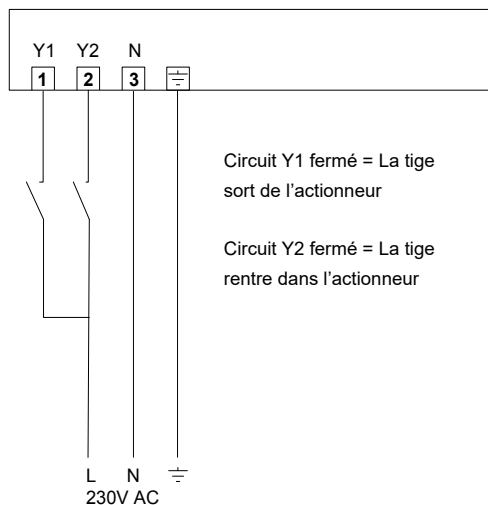 Y1 Y2 N
1 2 3
Circuit Y1 fermé = La tige
sort de l'actionneur
Circuit Y2 fermé = La tige
rentre dans l'actionneur
L N
230V AC